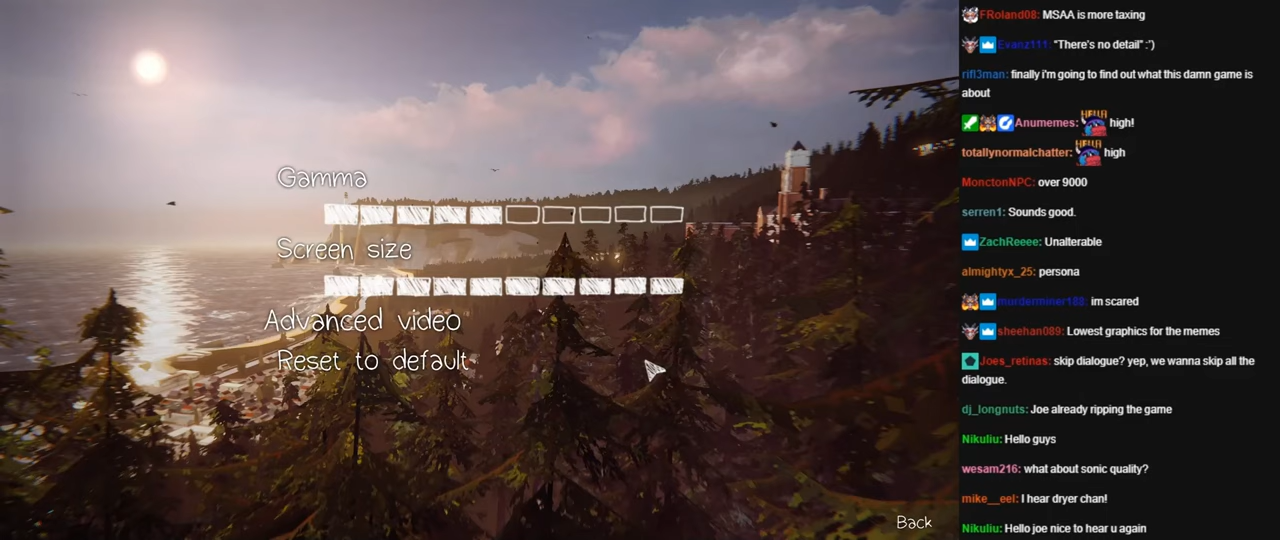 Gamma
Screen size
Advanced video
Reset to default
Back
FRoland08: MSAA is more taxing
Evanz111: "There's no detail" :')
rifl3man: finally i'm going to find out what this damn game is
about
Anumemes: HELLA high!
totallynormalchatter: HELLA high
MonctonNPC: over 9000
serren1: Sounds good.
ZachReeee: Unalterable
almightyx_25: persona
murderminer188: im scared
sheehan089: Lowest graphics for the memes
Joes_retinas: skip dialogue? yep, we wanna skip all the
dialogue.
dj_longnuts: Joe already ripping the game
Nikuliu: Hello guys
wesam216: what about sonic quality?
mike__eel: I hear dryer chan!
Nikuliu: Hello joe nice to hear u again